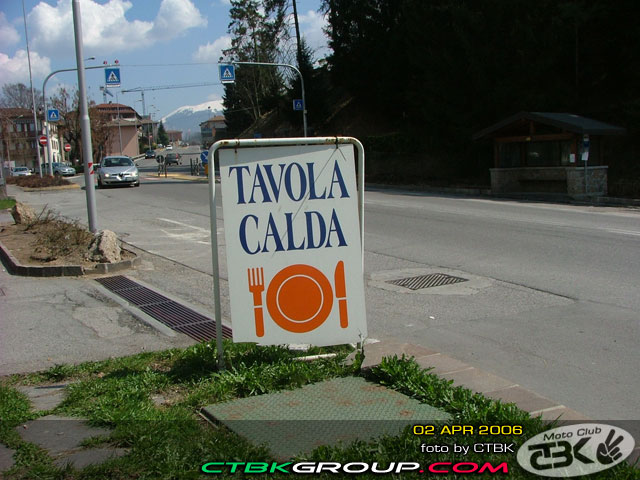 TAVOLA
CALDA
02 APR 2006
foto by CTBK
Moto Club
CTBK
CTBKGROUP.COM